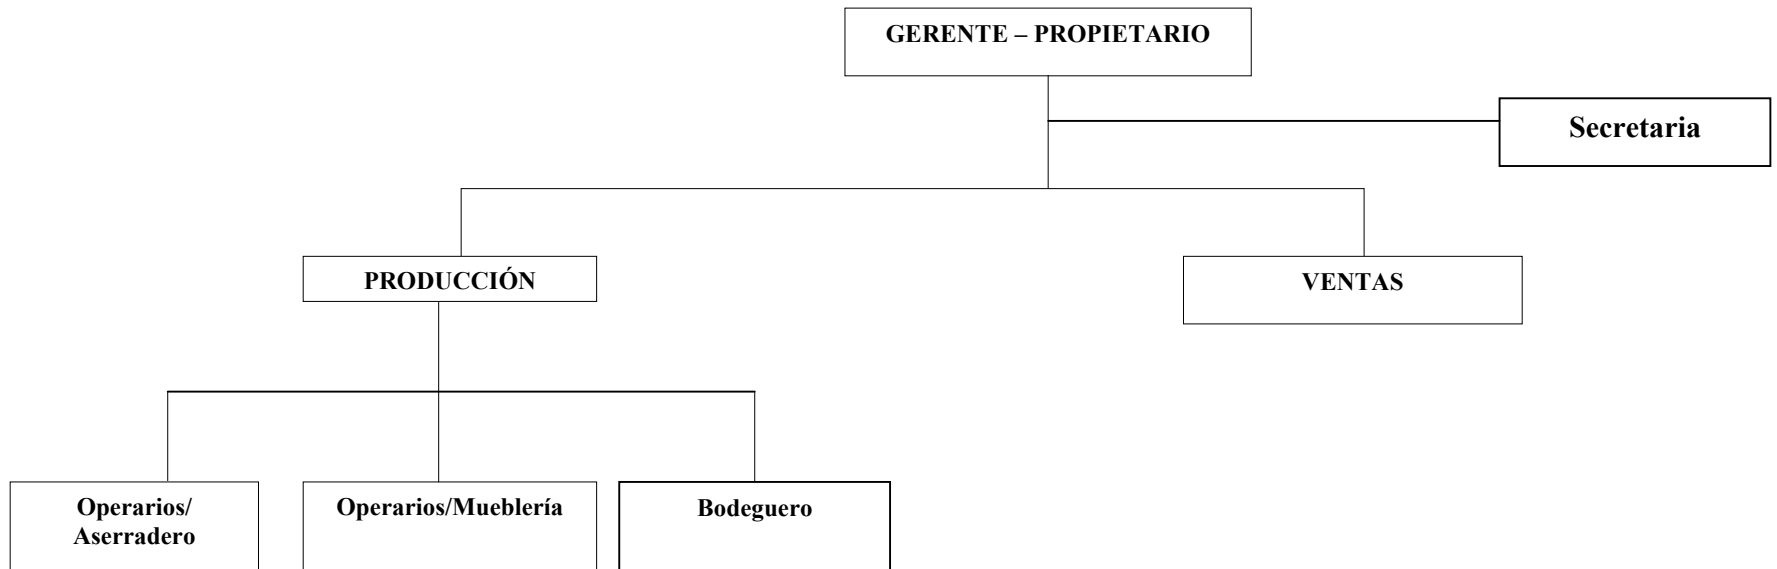 GERENTE – PROPIETARIO
Secretaria
PRODUCCIÓN
VENTAS
Operarios/
Aserradero
Operarios/Mueblería
Bodeguero